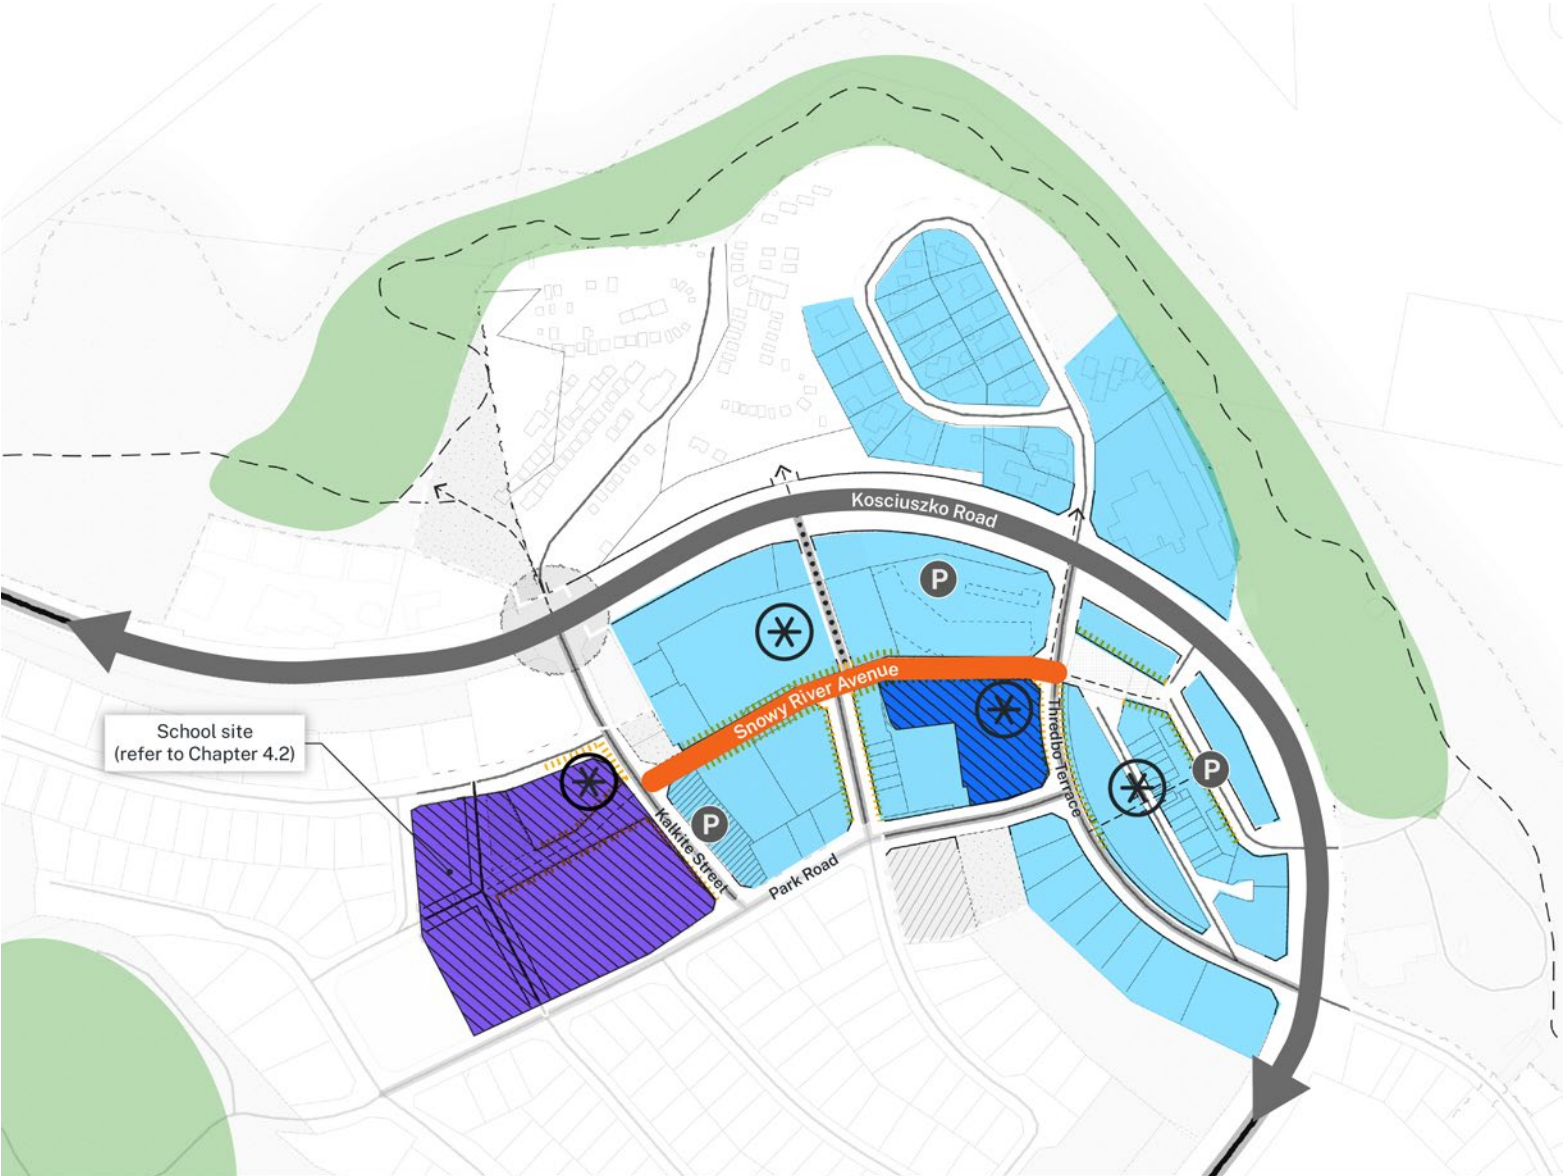 Kosciuszko Road
P
Snowy River Avenue
School site
(refer to Chapter 4.2)
Thredbo Terrace
P
P
Kalkite Street
Park Road